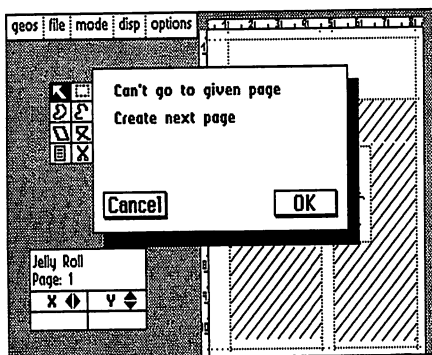 geos file mode disp options
Can't go to given page
Create next page
Cancel OK
Jelly Roll
Page: 1
X Y